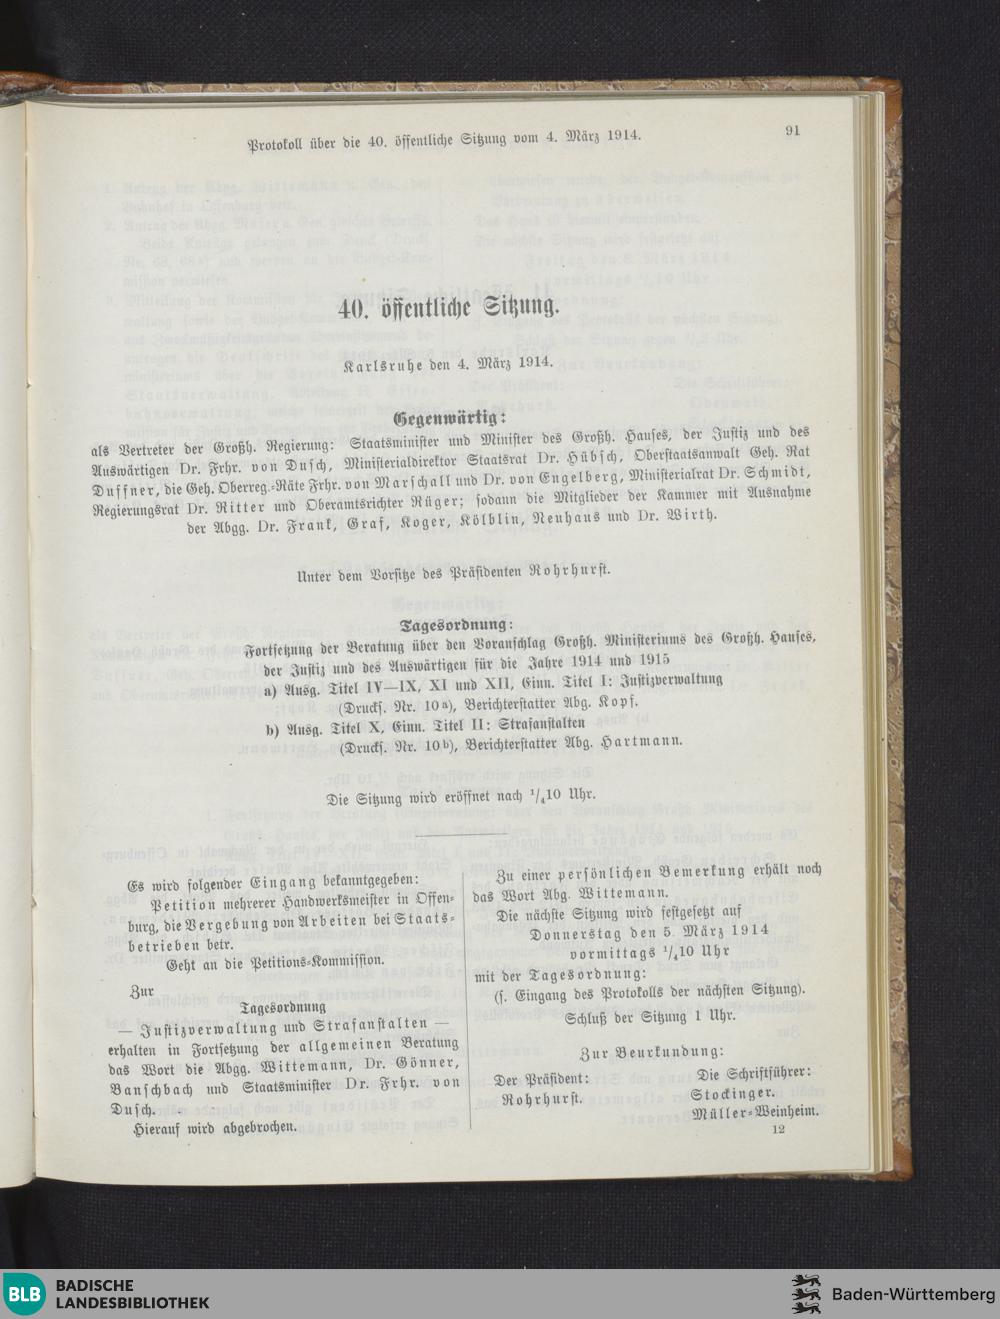 Protokoll über die 40. öffentliche Sitzung vom 4. März 1914.
91
40. öffentliche Sitzung.
Karlsruhe den 4. März 1914.
Gegenwärtig:
als Vertreter der Großh. Regierung: Staatsminister und Minister des Großh. Hauses, der Justiz und des
Auswärtigen Dr. Frhr. von Dusch, Ministerialdirektor Staatsrat Dr. Hübsch, Oberstaatsanwalt Geh. Rat
Duffner, die Geh. Oberreg.-Räte Frhr. von Marschall und Dr. von Engelberg, Ministerialrat Dr. Schmidt,
Regierungsrat Dr. Ritter und Oberamtsrichter Rüger; sodann die Mitglieder der Kammer mit Ausnahme
der Abgg. Dr. Frank, Graf, Koger, Kölblin, Neuhaus und Dr. Wirth.
Unter dem Vorsitze des Präsidenten Rohrhurst.
Tagesordnung:
Fortsetzung der Beratung über den Voranschlag Großh. Ministeriums des Großh. Hauses,
der Justiz und des Auswärtigen für die Jahre 1914 und 1915
a) Ausg. Titel IV—IX, XI und XII, Einn. Titel I: Justizverwaltung
(Drucks. Nr. 10 a), Berichterstatter Abg. Kopf.
b) Ausg. Titel X, Einn. Titel II: Strafanstalten
(Drucks. Nr. 10 b), Berichterstatter Abg. Hartmann.
Die Sitzung wird eröffnet nach 1/4 10 Uhr.
Es wird folgender Eingang bekanntgegeben:
Petition mehrerer Handwerksmeister in Offen-
burg, die Vergebung von Arbeiten bei Staats-
betrieben betr.
Geht an die Petitions-Kommission.
Zur
Tagesordnung
— Justizverwaltung und Strafanstalten —
erhalten in Fortsetzung der allgemeinen Beratung
das Wort die Abgg. Wittemann, Dr. Gönner,
Banschbach und Staatsminister Dr. Frhr. von
Dusch.
Hierauf wird abgebrochen.
Zu einer persönlichen Bemerkung erhält noch
das Wort Abg. Wittemann.
Die nächste Sitzung wird festgesetzt auf
Donnerstag den 5. März 1914
vormittags 1/4 10 Uhr
mit der Tagesordnung:
(s. Eingang des Protokolls der nächsten Sitzung).
Schluß der Sitzung 1 Uhr.
Zur Beurkundung:
Der Präsident:
Rohrhurst.
Die Schriftführer:
Stockinger.
Müller-Weinheim.
12
BLB BADISCHE
LANDESBIBLIOTHEK
Baden-Württemberg